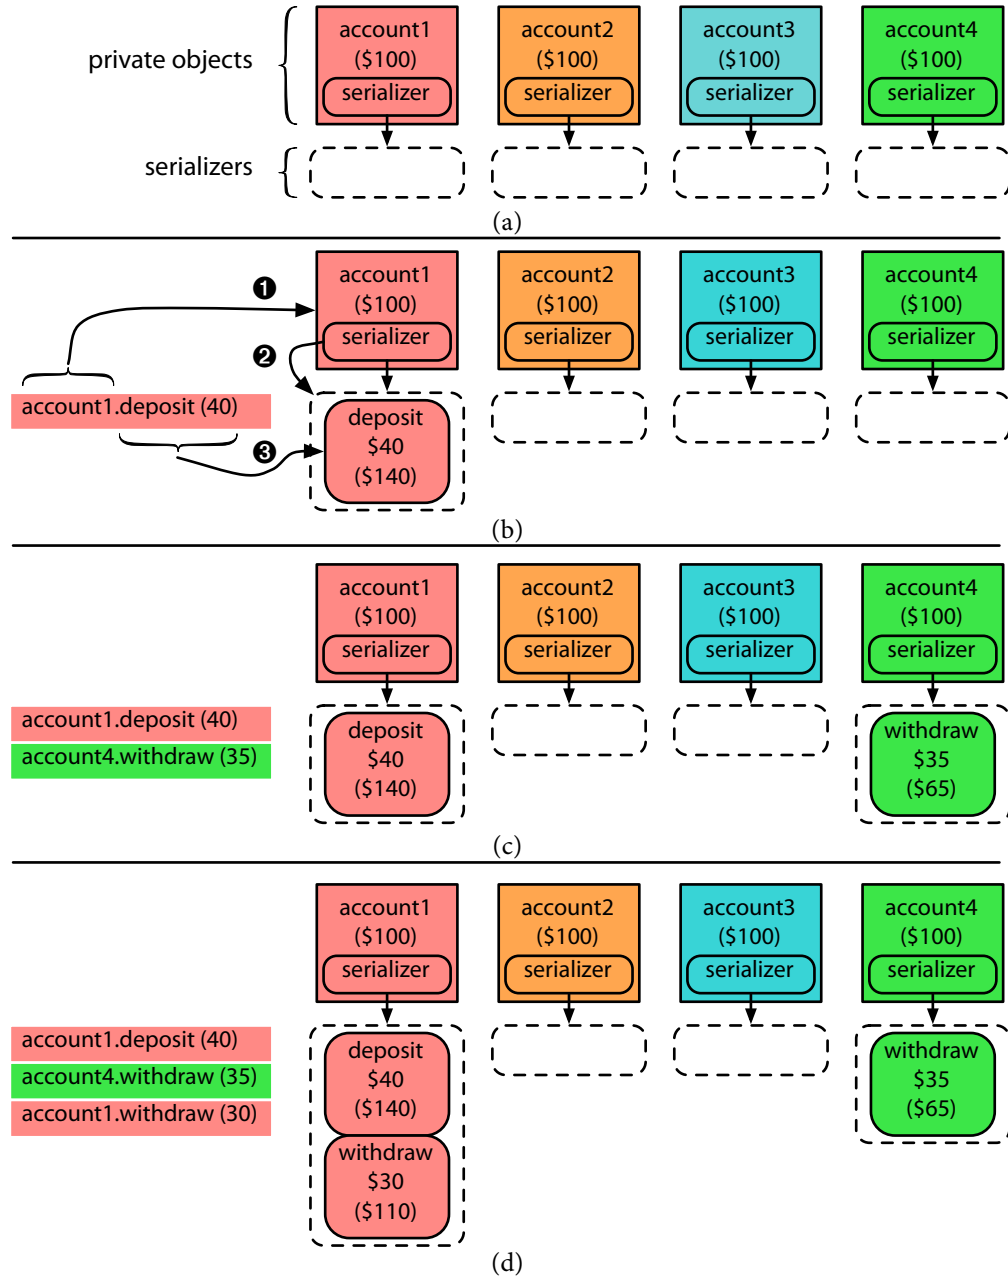 private objects
account1
($100)
serializer
account2
($100)
serializer
account3
($100)
serializer
account4
($100)
serializer
serializers
(a)
❶
❷
❸
account1.deposit (40)
account1
($100)
serializer
deposit
$40
($140)
account2
($100)
serializer
account3
($100)
serializer
account4
($100)
serializer
(b)
account1.deposit (40)
account4.withdraw (35)
account1
($100)
serializer
deposit
$40
($140)
account2
($100)
serializer
account3
($100)
serializer
account4
($100)
serializer
withdraw
$35
($65)
(c)
account1.deposit (40)
account4.withdraw (35)
account1.withdraw (30)
account1
($100)
serializer
deposit
$40
($140)
withdraw
$30
($110)
account2
($100)
serializer
account3
($100)
serializer
account4
($100)
serializer
withdraw
$35
($65)
(d)